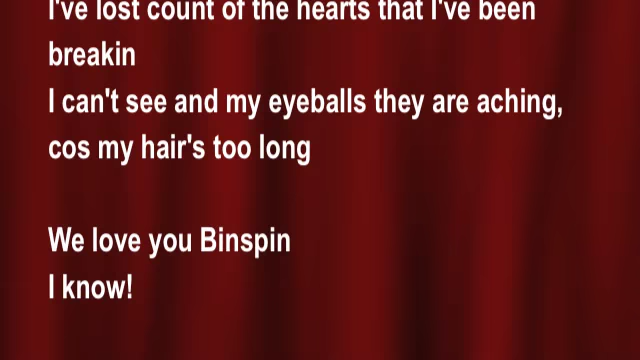 I've lost count of the hearts that I've been
breakin
I can't see and my eyeballs they are aching,
cos my hair's too long
We love you Binspin
I know!